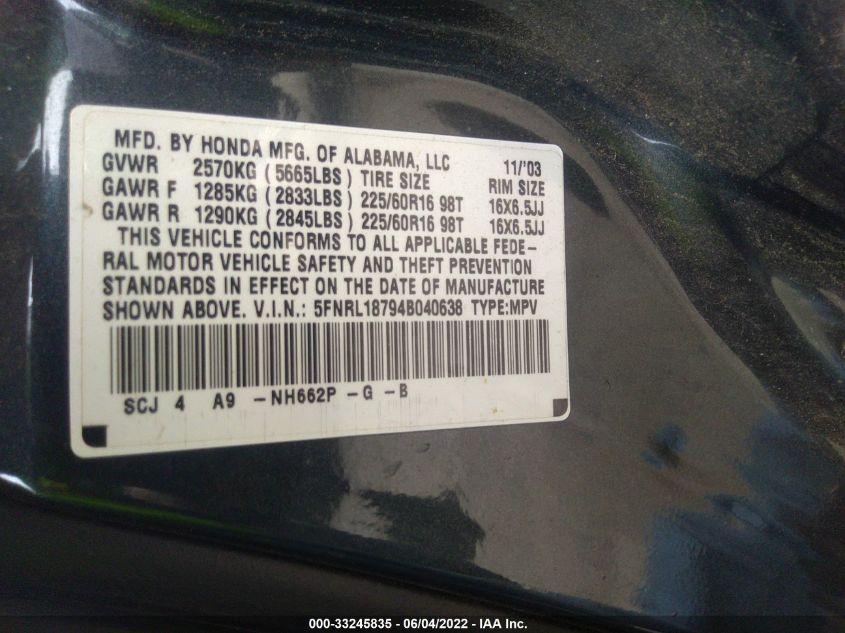 MFD. BY HONDA MFG. OF ALABAMA, LLC 11/'03
GVWR 2570KG ( 5665LBS ) TIRE SIZE RIM SIZE
GAWR F 1285KG ( 2833LBS ) 225/60R16 98T 16X6.5JJ
GAWR R 1290KG ( 2845LBS ) 225/60R16 98T 16X6.5JJ
THIS VEHICLE CONFORMS TO ALL APPLICABLE FEDE-
RAL MOTOR VEHICLE SAFETY AND THEFT PREVENTION
STANDARDS IN EFFECT ON THE DATE OF MANUFACTURE
SHOWN ABOVE. V.I.N.: 5FNRL18794B040638 TYPE:MPV
SCJ 4 A9 -NH662P -G -B
000-33245835 - 06/04/2022 - IAA Inc.